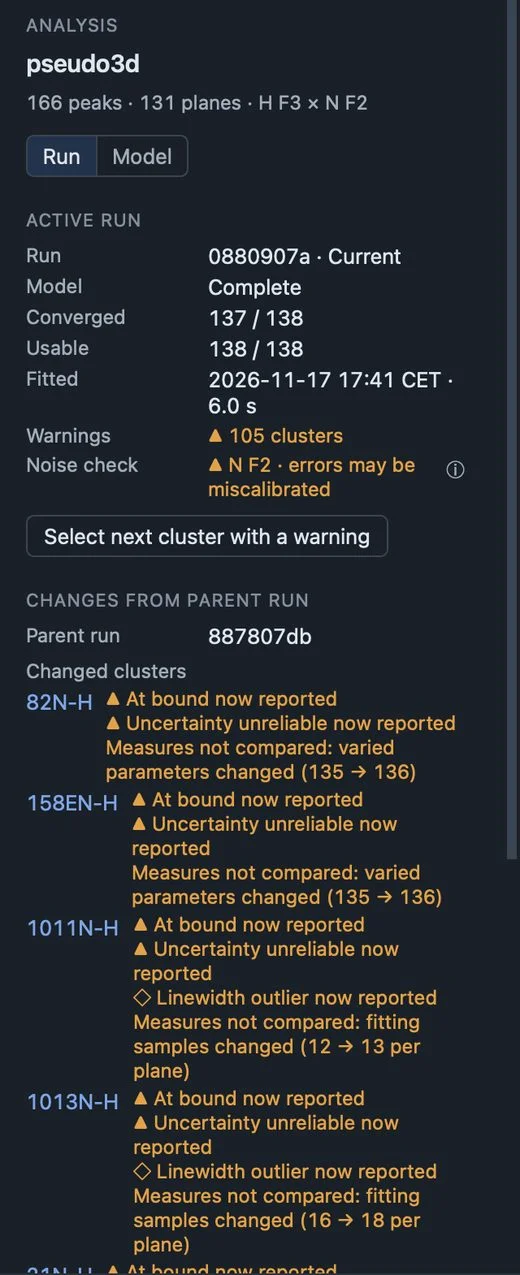 ANALYSIS
pseudo3d
166 peaks · 131 planes · H F3 × N F2
Run Model
ACTIVE RUN
Run 0880907a · Current
Model Complete
Converged 137 / 138
Usable 138 / 138
Fitted 2026-11-17 17:41 CET ·
6.0 s
Warnings ▲ 105 clusters
Noise check ▲ N F2 · errors may be ⓘ
miscalibrated
Select next cluster with a warning
CHANGES FROM PARENT RUN
Parent run 887807db
Changed clusters
82N-H ▲ At bound now reported
▲ Uncertainty unreliable now reported
Measures not compared: varied
parameters changed (135 → 136)
158EN-H ▲ At bound now reported
▲ Uncertainty unreliable now
reported
Measures not compared: varied
parameters changed (135 → 136)
1011N-H ▲ At bound now reported
▲ Uncertainty unreliable now
reported
◇ Linewidth outlier now reported
Measures not compared: fitting
samples changed (12 → 13 per
plane)
1013N-H ▲ At bound now reported
▲ Uncertainty unreliable now
reported
◇ Linewidth outlier now reported
Measures not compared: fitting
samples changed (16 → 18 per
plane)
21N-H ▲ At bound now reported